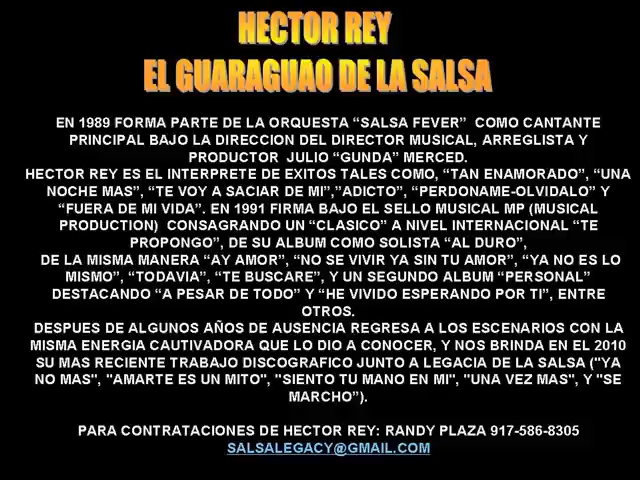 HECTOR REY
EL GUARAGUAO DE LA SALSA
EN 1989 FORMA PARTE DE LA ORQUESTA “SALSA FEVER” COMO CANTANTE
PRINCIPAL BAJO LA DIRECCION DEL DIRECTOR MUSICAL, ARREGLISTA Y
PRODUCTOR JULIO “GUNDA” MERCED.
HECTOR REY ES EL INTERPRETE DE EXITOS TALES COMO, “TAN ENAMORADO”, “UNA
NOCHE MAS”, “TE VOY A SACIAR DE MI”,”ADICTO”, “PERDONAME-OLVIDALO” Y
“FUERA DE MI VIDA”. EN 1991 FIRMA BAJO EL SELLO MUSICAL MP (MUSICAL
PRODUCTION) CONSAGRANDO UN “CLASICO” A NIVEL INTERNACIONAL “TE
PROPONGO”, DE SU ALBUM COMO SOLISTA “AL DURO”,
DE LA MISMA MANERA “AY AMOR”, “NO SE VIVIR YA SIN TU AMOR”, “YA NO ES LO
MISMO”, “TODAVIA”, “TE BUSCARE”, Y UN SEGUNDO ALBUM “PERSONAL”
DESTACANDO “A PESAR DE TODO” Y “HE VIVIDO ESPERANDO POR TI”, ENTRE
OTROS.
DESPUES DE ALGUNOS AÑOS DE AUSENCIA REGRESA A LOS ESCENARIOS CON LA
MISMA ENERGIA CAUTIVADORA QUE LO DIO A CONOCER, Y NOS BRINDA EN EL 2010
SU MAS RECIENTE TRABAJO DISCOGRAFICO JUNTO A LEGACIA DE LA SALSA ("YA
NO MAS", "AMARTE ES UN MITO", "SIENTO TU MANO EN MI", "UNA VEZ MAS", Y "SE
MARCHO”).
PARA CONTRATACIONES DE HECTOR REY: RANDY PLAZA 917-586-8305
SALSALEGACY@GMAIL.COM